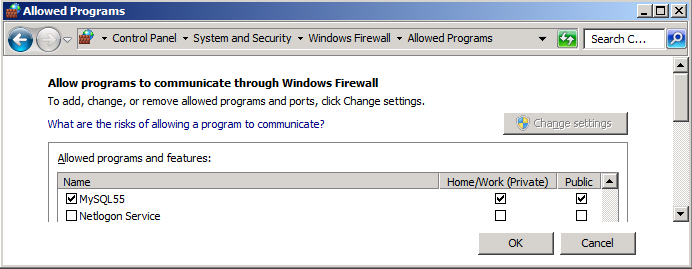 Allowed Programs
Control Panel System and Security Windows Firewall Allowed Programs Search C...
Allow programs to communicate through Windows Firewall
To add, change, or remove allowed programs and ports, click Change settings.
What are the risks of allowing a program to communicate? Change settings
Allowed programs and features:
Name Home/Work (Private) Public
MySQL55
Netlogon Service
OK Cancel